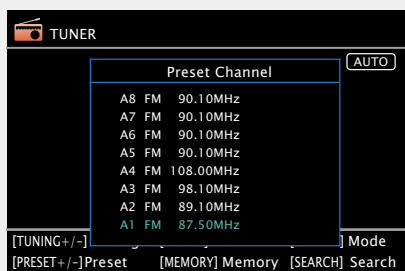 TUNER
AUTO
Preset Channel
A8 FM 90.10MHz
A7 FM 90.10MHz
A6 FM 90.10MHz
A5 FM 90.10MHz
A4 FM 108.00MHz
A3 FM 98.10MHz
A2 FM 89.10MHz
A1 FM 87.50MHz
[TUNING+/-] Mode
[PRESET+/-]Preset [MEMORY] Memory [SEARCH] Search